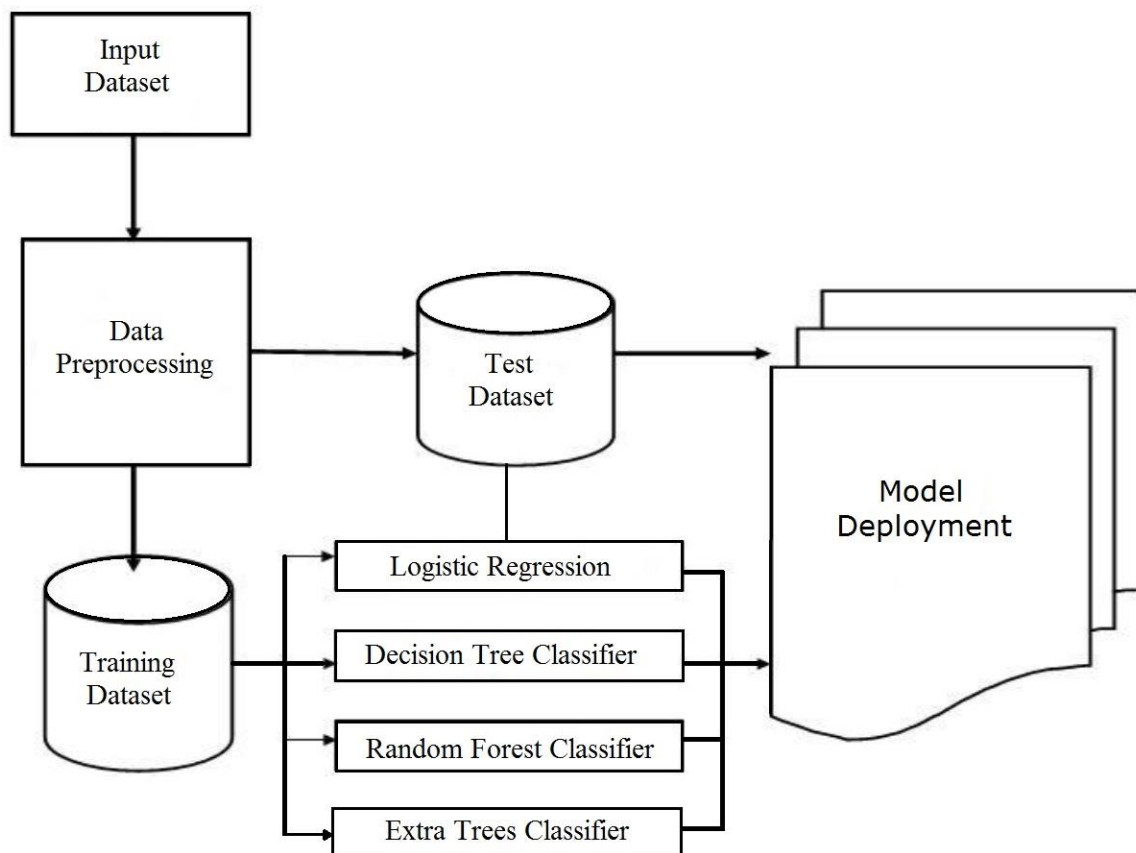 Input
Dataset
Data
Preprocessing
Test
Dataset
Model
Deployment
Training
Dataset
Logistic Regression
Decision Tree Classifier
Random Forest Classifier
Extra Trees Classifier